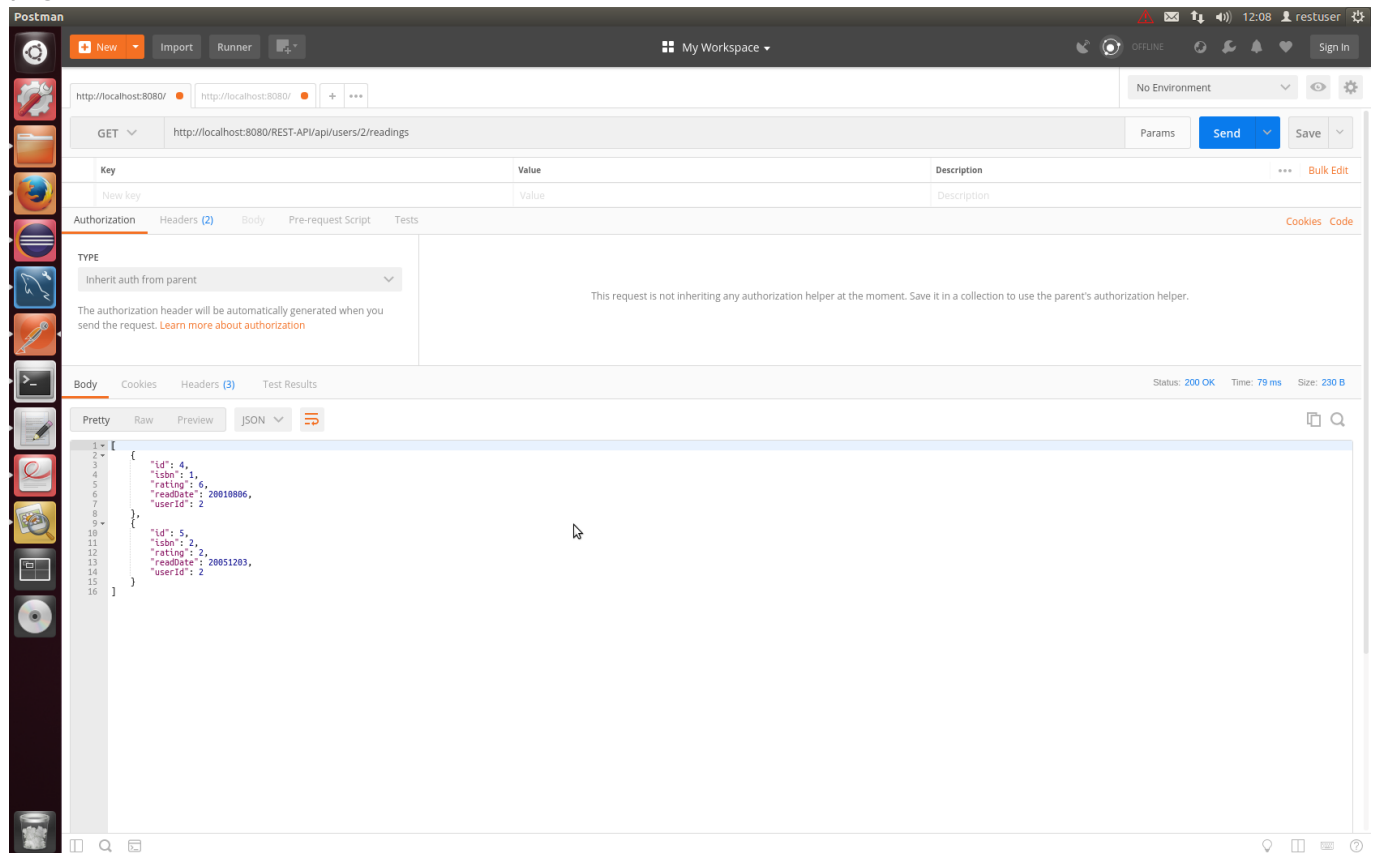 Postman
12:08 restuser
New Import Runner My Workspace OFFLINE Sign In
http://localhost:8080/ http://localhost:8080/ + ••• No Environment
GET http://localhost:8080/REST-API/api/users/2/readings Params Send Save
Key Value Description ••• Bulk Edit
New key Value Description
Authorization Headers (2) Body Pre-request Script Tests Cookies Code
TYPE
Inherit auth from parent
This request is not inheriting any authorization helper at the moment. Save it in a collection to use the parent's authorization helper.
The authorization header will be automatically generated when you
send the request. Learn more about authorization
Body Cookies Headers (3) Test Results Status: 200 OK Time: 79 ms Size: 230 B
Pretty Raw Preview JSON
1 [
2 {
3 "id": 4,
4 "isbn": 1,
5 "rating": 6,
6 "readDate": 20010806,
7 "userId": 2
8 },
9 {
10 "id": 5,
11 "isbn": 2,
12 "rating": 2,
13 "readDate": 20051203,
14 "userId": 2
15 }
16 ]